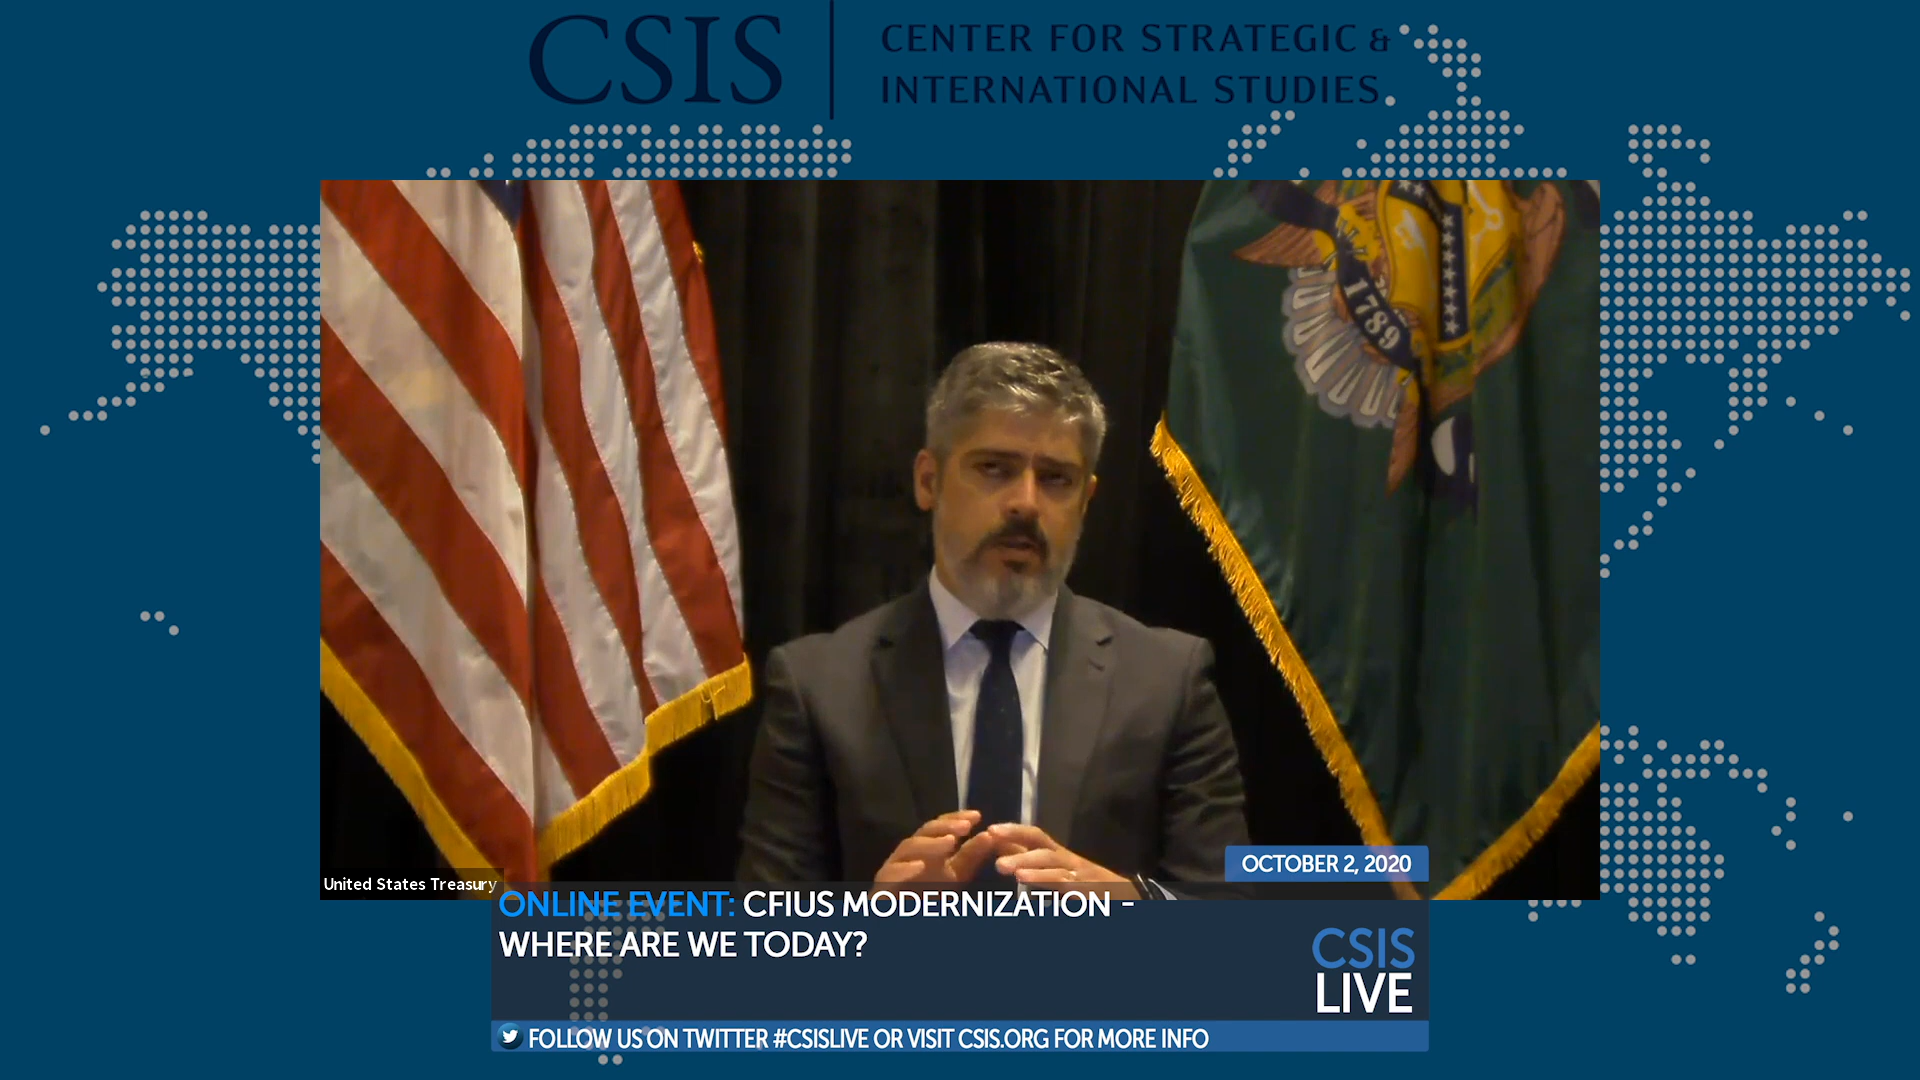 CSIS
CENTER FOR STRATEGIC &
INTERNATIONAL STUDIES
1789
United States Treasury
OCTOBER 2, 2020
ONLINE EVENT: CFIUS MODERNIZATION -
WHERE ARE WE TODAY?
CSIS
LIVE
FOLLOW US ON TWITTER #CSISLIVE OR VISIT CSIS.ORG FOR MORE INFO